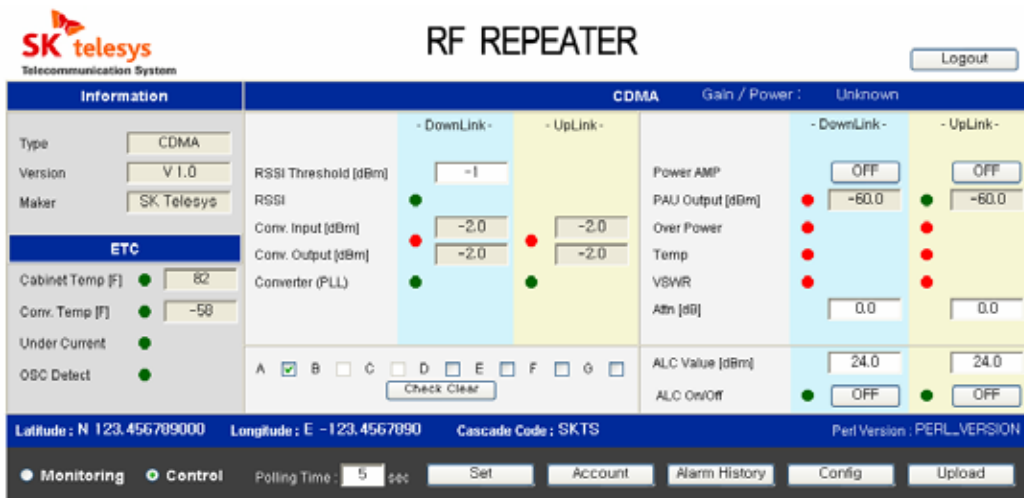 SK telesys
Telecommunication System
RF REPEATER
Logout
Information
CDMA Gain / Power : Unknown
Type CDMA
Version V 1.0
Maker SK Telesys
ETC
Cabinet Temp [F] 82
Conv. Temp [F] -58
Under Current
OSC Detect
- DownLink - - UpLink -
RSSI Threshold [dBm] -1
RSSI
Conv. Input [dBm] -2.0 -2.0
Conv. Output [dBm] -2.0 -2.0
Converter (PLL)
A B C D E F G
Check Clear
- DownLink - - UpLink -
Power AMP OFF OFF
PAU Output [dBm] -60.0 -60.0
Over Power
Temp
VSWR
Attn [dB] 0.0 0.0
ALC Value [dBm] 24.0 24.0
ALC On/Off OFF OFF
Latitude : N 123.456789000 Longitude : E -123.4567890 Cascade Code : SKTS Perl Version : PERL_VERSION
Monitoring Control Polling Time : 5 sec Set Account Alarm History Config Upload